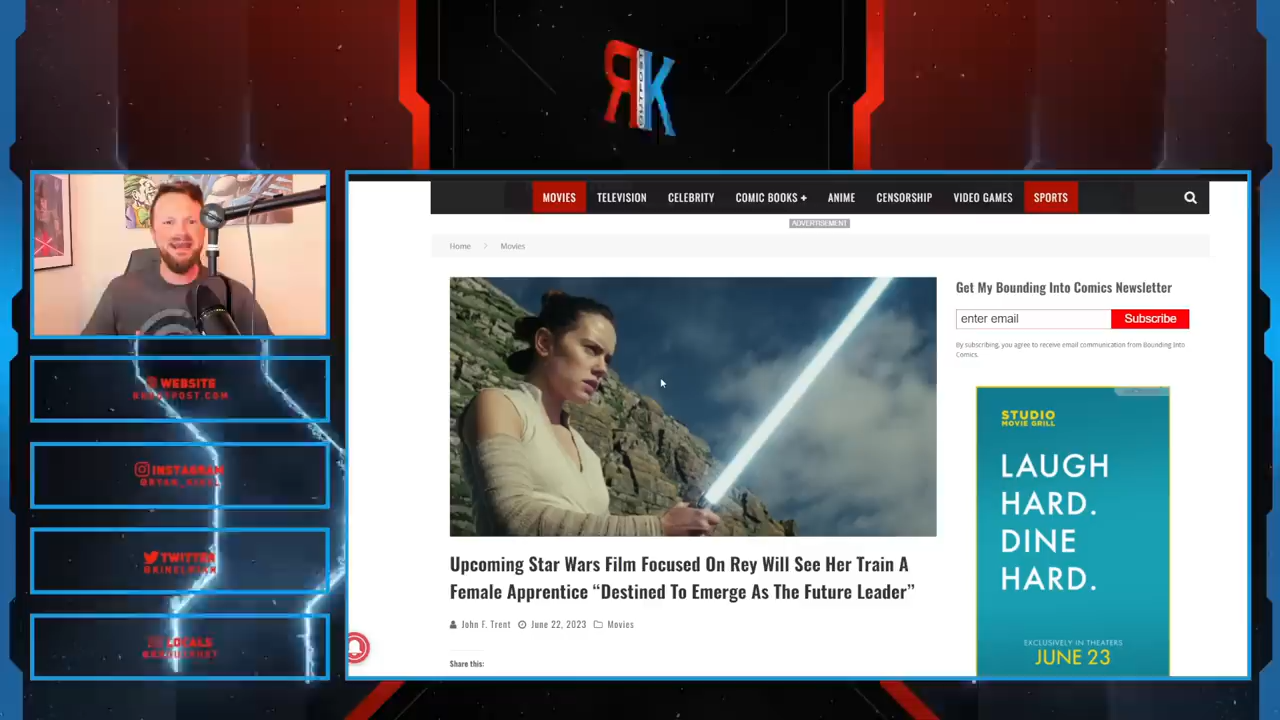 RK
OUTPOST
WEBSITE
INSTAGRAM
TWITTER
LOCALS
MOVIES TELEVISION CELEBRITY COMIC BOOKS + ANIME CENSORSHIP VIDEO GAMES SPORTS
ADVERTISEMENT
Home > Movies
Upcoming Star Wars Film Focused On Rey Will See Her Train A
Female Apprentice “Destined To Emerge As The Future Leader”
John F. Trent June 22, 2023 Movies
Share this:
Get My Bounding Into Comics Newsletter
enter email Subscribe
By subscribing, you agree to receive email communication from Bounding Into
Comics.
STUDIO
MOVIE GRILL
LAUGH
HARD.
DINE
HARD.
EXCLUSIVELY IN THEATERS
JUNE 23